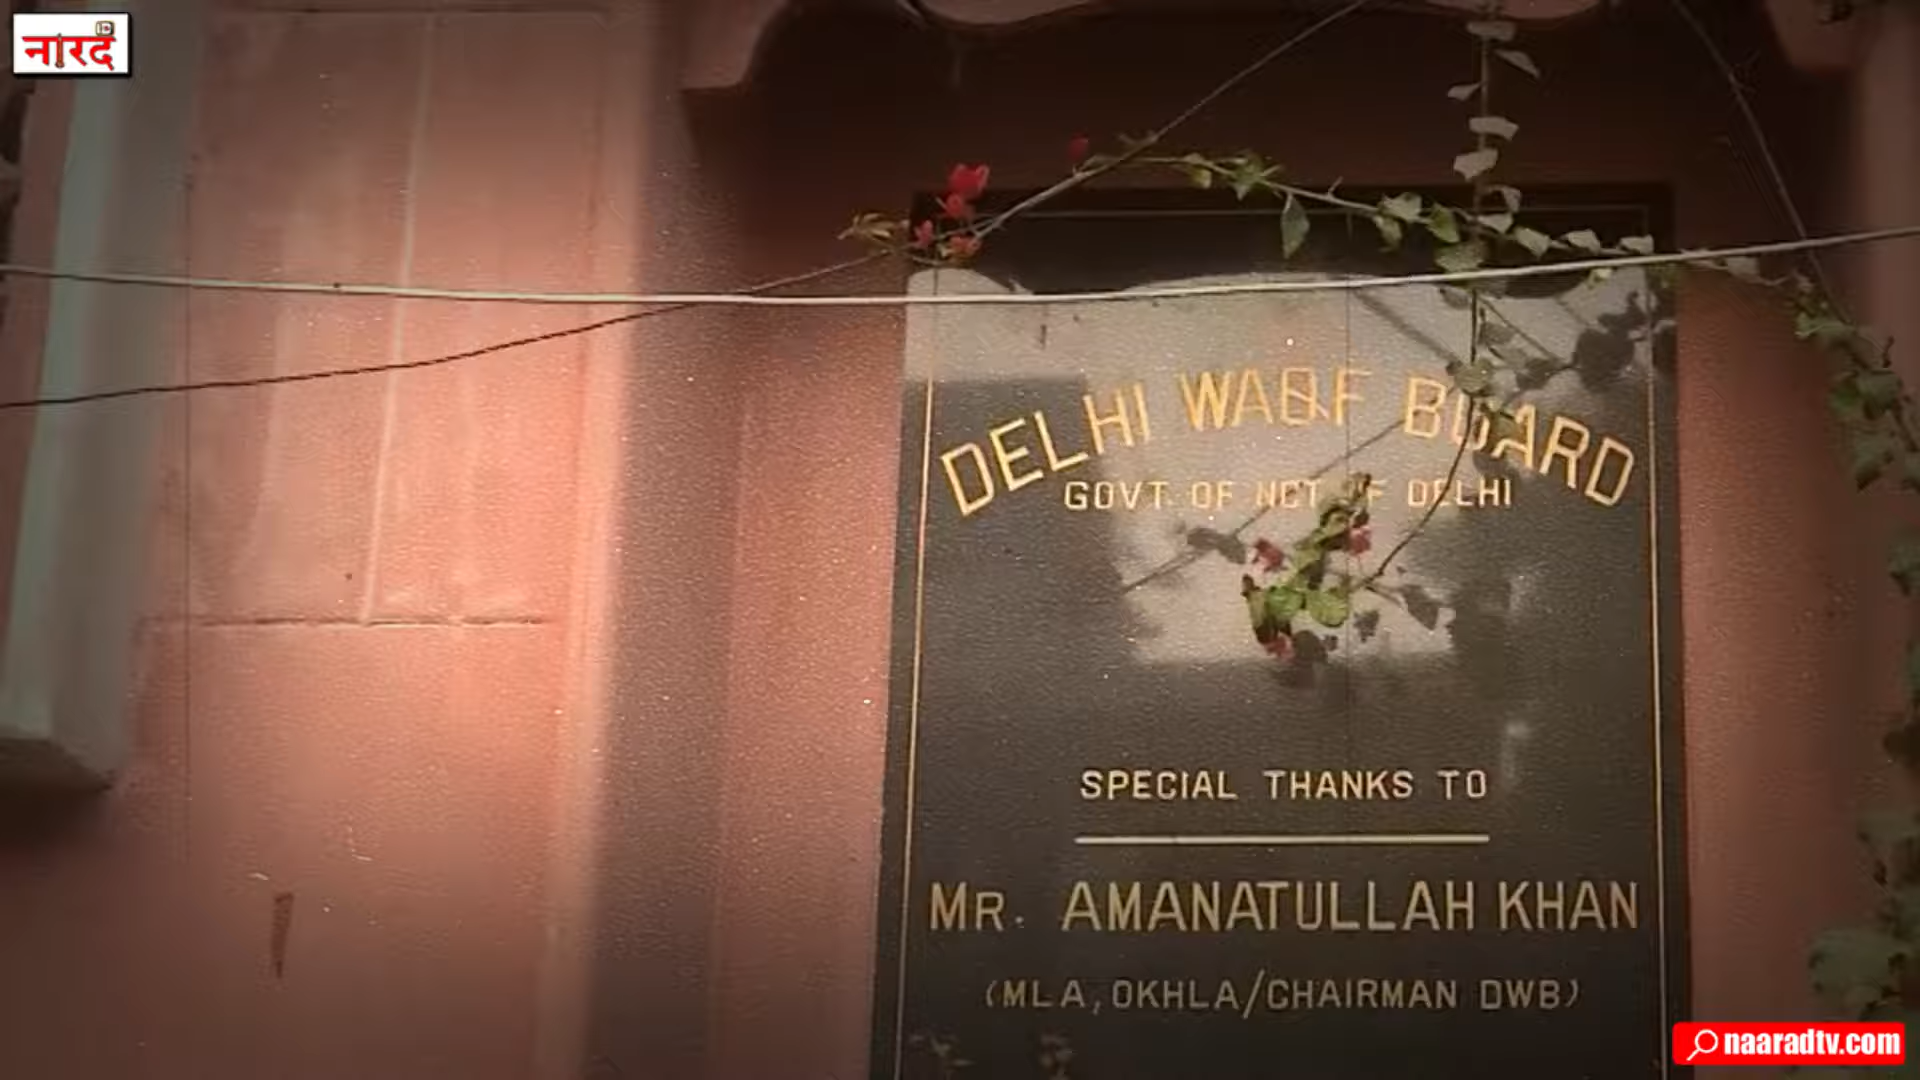 नारद
DELHI WAQF BOARD
GOVT. OF NCT OF DELHI
SPECIAL THANKS TO
MR. AMANATULLAH KHAN
(MLA, OKHLA/CHAIRMAN DWB)
naaradtv.com